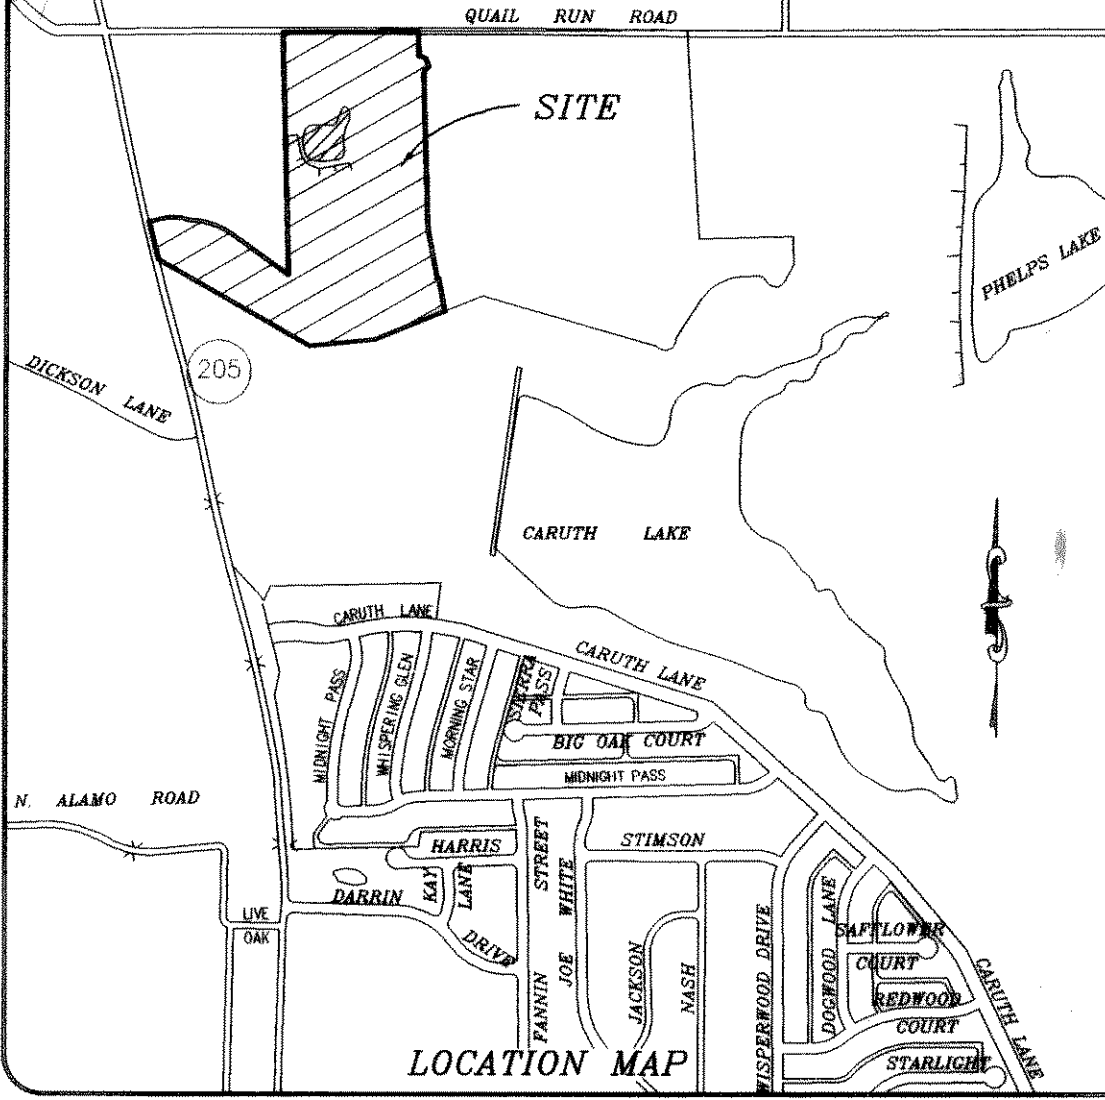 QUAIL RUN ROAD
SITE
PHELPS LAKE
205
DICKSON LANE
CARUTH LAKE
CARUTH LANE
CARUTH LANE
MIDNIGHT PASS
WHISPERING GLEN
MORNING STAR
SIERRA
PASS
BIG OAK COURT
MIDNIGHT PASS
N. ALAMO ROAD
HARRIS
STIMSON
KAY
LANE
DARRIN
DRIVE
LIVE
OAK
FANNIN STREET
JOE WHITE
JACKSON
NASH
WISPERWOOD DRIVE
DOGWOOD LANE
SAFFLOWER
COURT
REDWOOD
COURT
STARLIGHT
CARUTH LANE
LOCATION MAP